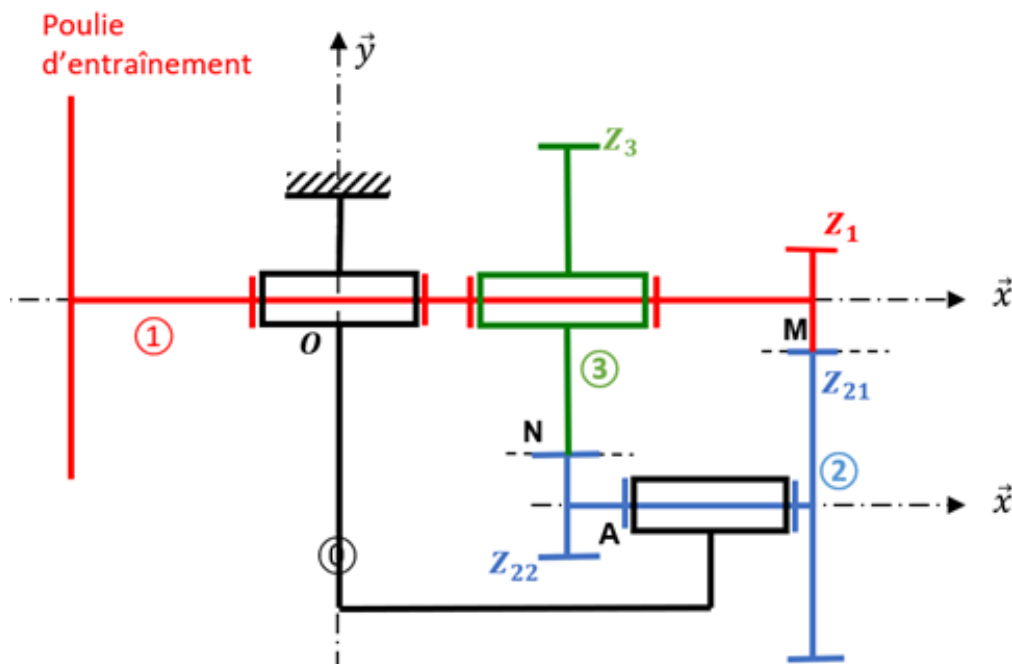 Poulie
d'entraînement
y⃗
Z₃
Z₁
x⃗
①
O
M
③
Z₂₁
N
②
x⃗
A
⓪
Z₂₂